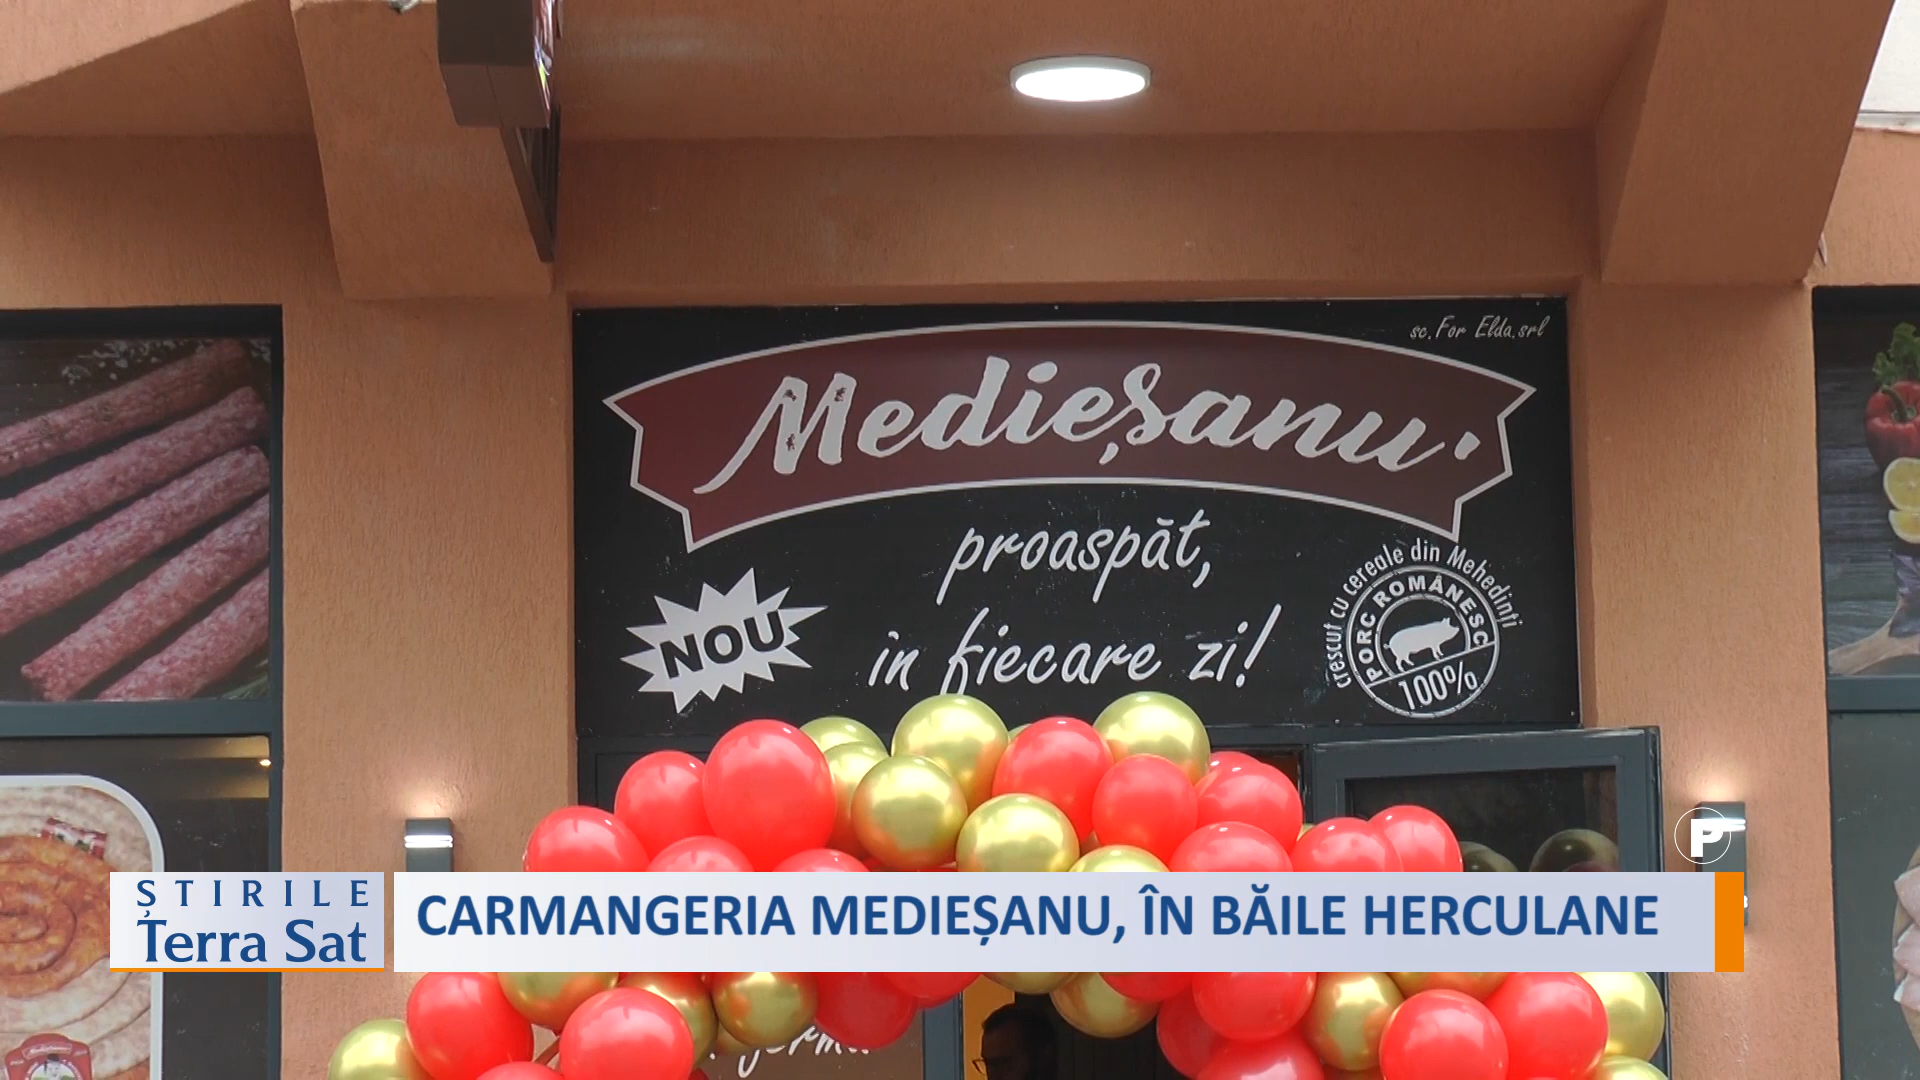 sc. For Elda.srl
Medieșanu
proaspăt,
în fiecare zi!
NOU
crescut cu cereale din Mehedinți
PORC ROMÂNESC
100%
P
ȘTIRILE
Terra Sat
CARMANGERIA MEDIEȘANU, ÎN BĂILE HERCULANE